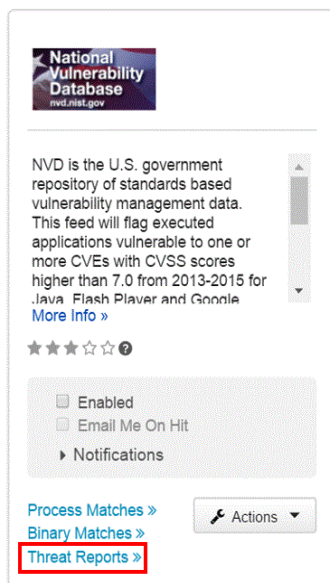 National
Vulnerability
Database
nvd.nist.gov
NVD is the U.S. government
repository of standards based
vulnerability management data.
This feed will flag executed
applications vulnerable to one or
more CVEs with CVSS scores
higher than 7.0 from 2013-2015 for
Java, Flash Player and Google
More Info »
?
Enabled
Email Me On Hit
Notifications
Process Matches »
Actions
Binary Matches »
Threat Reports »